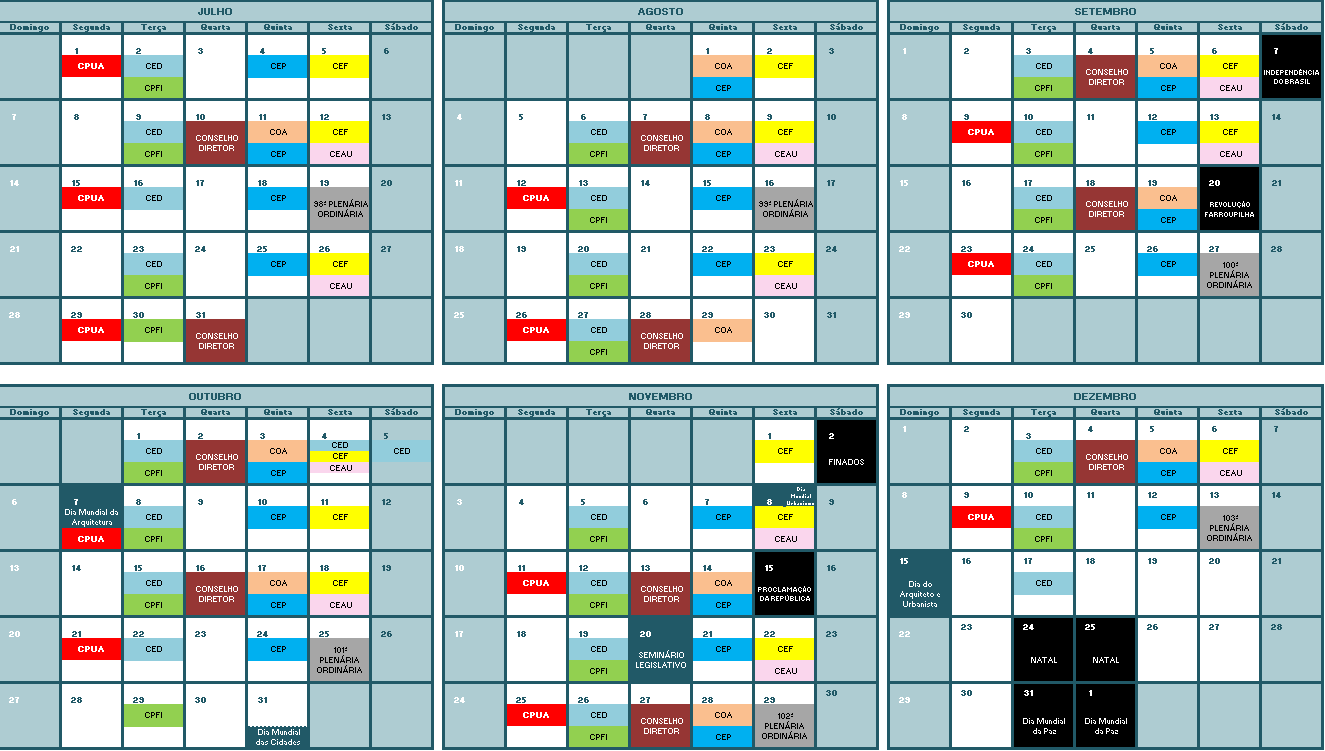 JULHO
Domingo Segunda Terça Quarta Quinta Sexta Sábado
1 2 3 4 5 6
CPUA CED CEP CEF
CPFI
7 8 9 10 11 12 13
CED CONSELHO DIRETOR COA CEF
CPFI CEP CEAU
14 15 16 17 18 19 20
CPUA CED CEP 98ª PLENÁRIA
ORDINÁRIA
21 22 23 24 25 26 27
CED CEP CEF
CPFI CEAU
28 29 30 31
CPUA CPFI CONSELHO
DIRETOR
AGOSTO
Domingo Segunda Terça Quarta Quinta Sexta Sábado
1 2 3
COA CEF
CEP
4 5 6 7 8 9 10
CED CONSELHO DIRETOR COA CEF
CPFI CEP CEAU
11 12 13 14 15 16 17
CPUA CED CEP 99ª PLENÁRIA
CPFI ORDINÁRIA
18 19 20 21 22 23 24
CED CEP CEF
CPFI CEAU
25 26 27 28 29 30 31
CPUA CED CONSELHO DIRETOR COA
CPFI
SETEMBRO
Domingo Segunda Terça Quarta Quinta Sexta Sábado
1 2 3 4 5 6 7
CED CONSELHO DIRETOR COA CEF INDEPENDÊNCIA
CPFI CEP CEAU DO BRASIL
8 9 10 11 12 13 14
CPUA CED CEP CEF
CPFI CEAU
15 16 17 18 19 20 21
CED CONSELHO DIRETOR COA REVOLUÇÃO
CPFI CEP FARROUPILHA
22 23 24 25 26 27 28
CPUA CED CEP 100ª
CPFI PLENÁRIA
ORDINÁRIA
29 30
OUTUBRO
Domingo Segunda Terça Quarta Quinta Sexta Sábado
1 2 3 4 5
CED CONSELHO DIRETOR COA CED CED
CEF
CPFI CEP CEAU
6 7 8 9 10 11 12
Dia Mundial da
Arquitetura CED CEP CEF
CPUA CPFI
13 14 15 16 17 18 19
CED CONSELHO DIRETOR COA CEF
CPFI CEP CEAU
20 21 22 23 24 25 26
CPUA CED CEP 101ª
PLENÁRIA
ORDINÁRIA
27 28 29 30 31
CPFI
Dia Mundial
das Cidades
NOVEMBRO
Domingo Segunda Terça Quarta Quinta Sexta Sábado
1 2
CEF FINADOS
3 4 5 6 7 8 9
Dia
Mundial
Urbanismo
CED CEP CEF
CPFI CEAU
10 11 12 13 14 15 16
CPUA CED CONSELHO DIRETOR COA PROCLAMAÇÃO
CPFI CEP DA REPÚBLICA
17 18 19 20 21 22 23
CED SEMINÁRIO CEP CEF
CPFI LEGISLATIVO CEAU
24 25 26 27 28 29 30
CPUA CED CONSELHO DIRETOR COA 102ª
CPFI CEP PLENÁRIA
ORDINÁRIA
DEZEMBRO
Domingo Segunda Terça Quarta Quinta Sexta Sábado
1 2 3 4 5 6 7
CED CONSELHO DIRETOR COA CEF
CPFI CEP CEAU
8 9 10 11 12 13 14
CPUA CED CEP 103ª
CPFI PLENÁRIA
ORDINÁRIA
15 16 17 18 19 20 21
Dia do
Arquiteto e
Urbanista
CED
22 23 24 25 26 27 28
NATAL NATAL
29 30 31 1
Dia Mundial
da Paz
Dia Mundial
da Paz